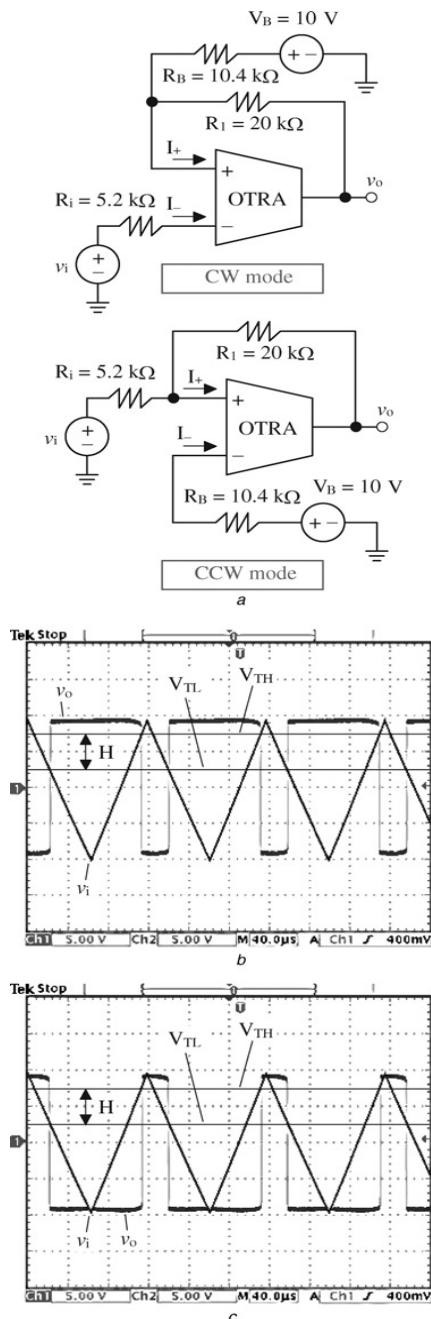 V_B = 10 V
R_B = 10.4 kΩ
R_1 = 20 kΩ
I_+
R_i = 5.2 kΩ
I_–
+
–
OTRA
v_o
v_i
CW mode
R_1 = 20 kΩ
R_i = 5.2 kΩ
I_+
+
–
OTRA
v_o
v_i
I_–
V_B = 10 V
R_B = 10.4 kΩ
CCW mode
a
Tek Stop
v_o
V_TL
V_TH
H
1
v_i
Ch1 5.00 V Ch2 5.00 V M 40.0µs A Ch1 ƒ 400mV
b
Tek Stop
V_TL
V_TH
H
1
v_i
v_o
Ch1 5.00 V Ch2 5.00 V M 40.0µs A Ch1 ƒ 400mV
c